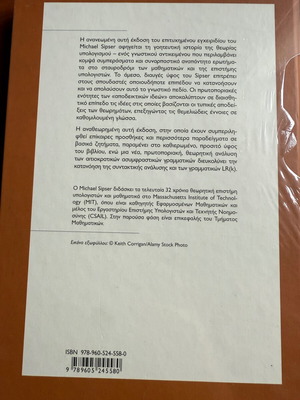 Η ανανεωμένη αυτή έκδοση του επιτυχημένου εγχειριδίου του
Michael Sipser αφηγείται τη γοητευτική ιστορία της θεωρίας
υπολογισμού – ενός γνωστικού αντικειμένου που περιλαμβάνει
κομψά συμπεράσματα και συναρπαστικά αναπάντητα ερωτή-
ματα στο σταυροδρόμι των μαθηματικών και της επιστήμης
υπολογιστών. Το άμεσο, διαυγές ύφος του Sipser επιτρέπει
στους σπουδαστές οποιουδήποτε επιπέδου να κατανοήσουν
και να απολαύσουν αυτό το γνωστικό πεδίο. Οι πρωτοποριακές
ενότητες των «αποδεικτικών ιδεών» αποκαλύπτουν σε διαισθη-
τικό επίπεδο τις ιδέες στις οποίες βασίζονται οι τυπικές αποδεί-
ξεις των θεωρημάτων, επεξηγώντας τις θεμελιώδεις έννοιες σε
καθομιλουμένη γλώσσα.
Η αναθεωρημένη αυτή έκδοση, στην οποία έχουν συμπεριλη-
φθεί επίκαιρες προσθήκες και περισσότερα παραδείγματα σε
βασικά ζητήματα, παραμένει στο καθιερωμένο, προσιτό ύφος
του βιβλίου, ενώ μια νέα, πρωτοποριακή, θεωρητική ανάλυση
των αιτιοκρατικών ασυμφραστικών γραμματικών διευκολύνει την
κατανόηση της συντακτικής ανάλυσης και των γραμματικών LR(k).
Ο Michael Sipser διδάσκει τα τελευταία 32 χρόνια θεωρητική επιστήμη
υπολογιστών και μαθηματικά στο Massachusetts Institute of Technol-
ogy (MIT), όπου είναι καθηγητής Εφαρμοσμένων Μαθηματικών και
μέλος του Εργαστηρίου Επιστήμης Υπολογιστών και Τεχνητής Νοημο-
σύνης (CSAIL). Στην παρούσα φάση είναι επικεφαλής του Τμήματος
Μαθηματικών.
Εικόνα εξωφύλλου: © Keith Corrigan/Alamy Stock Photo
ISBN 978-960-524-558-0
9 789605 245580